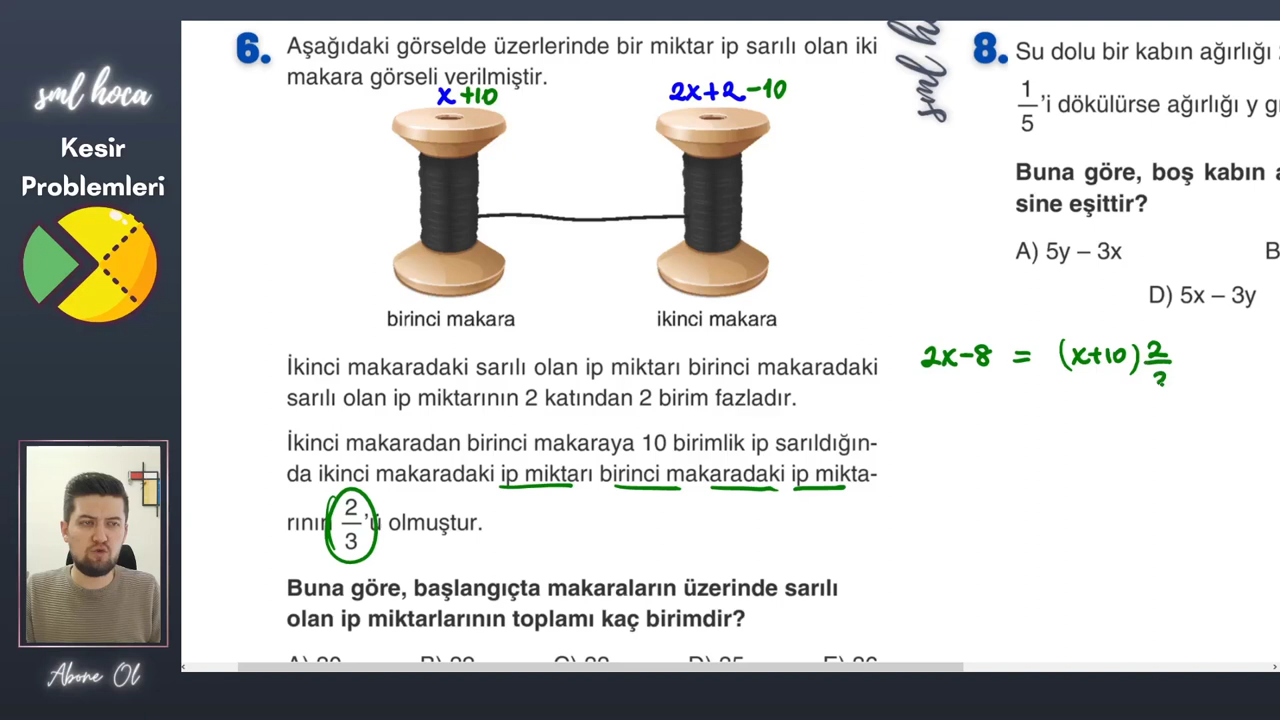 sml hoca
Kesir
Problemleri
Abone Ol
6. Aşağıdaki görselde üzerlerinde bir miktar ip sarılı olan iki
makara görseli verilmiştir.
x +10
2x+2 -10
birinci makara
ikinci makara
İkinci makaradaki sarılı olan ip miktarı birinci makaradaki
sarılı olan ip miktarının 2 katından 2 birim fazladır.
İkinci makaradan birinci makaraya 10 birimlik ip sarıldığın-
da ikinci makaradaki ip miktarı birinci makaradaki ip mikta-
rının 2/3 'ü olmuştur.
Buna göre, başlangıçta makaraların üzerinde sarılı
olan ip miktarlarının toplamı kaç birimdir?
sml
8. Su dolu bir kabın ağırlığı
1/5 'i dökülürse ağırlığı y
Buna göre, boş kabın
sine eşittir?
A) 5y – 3x
B
D) 5x – 3y
2x-8 = (x+10) 2/3